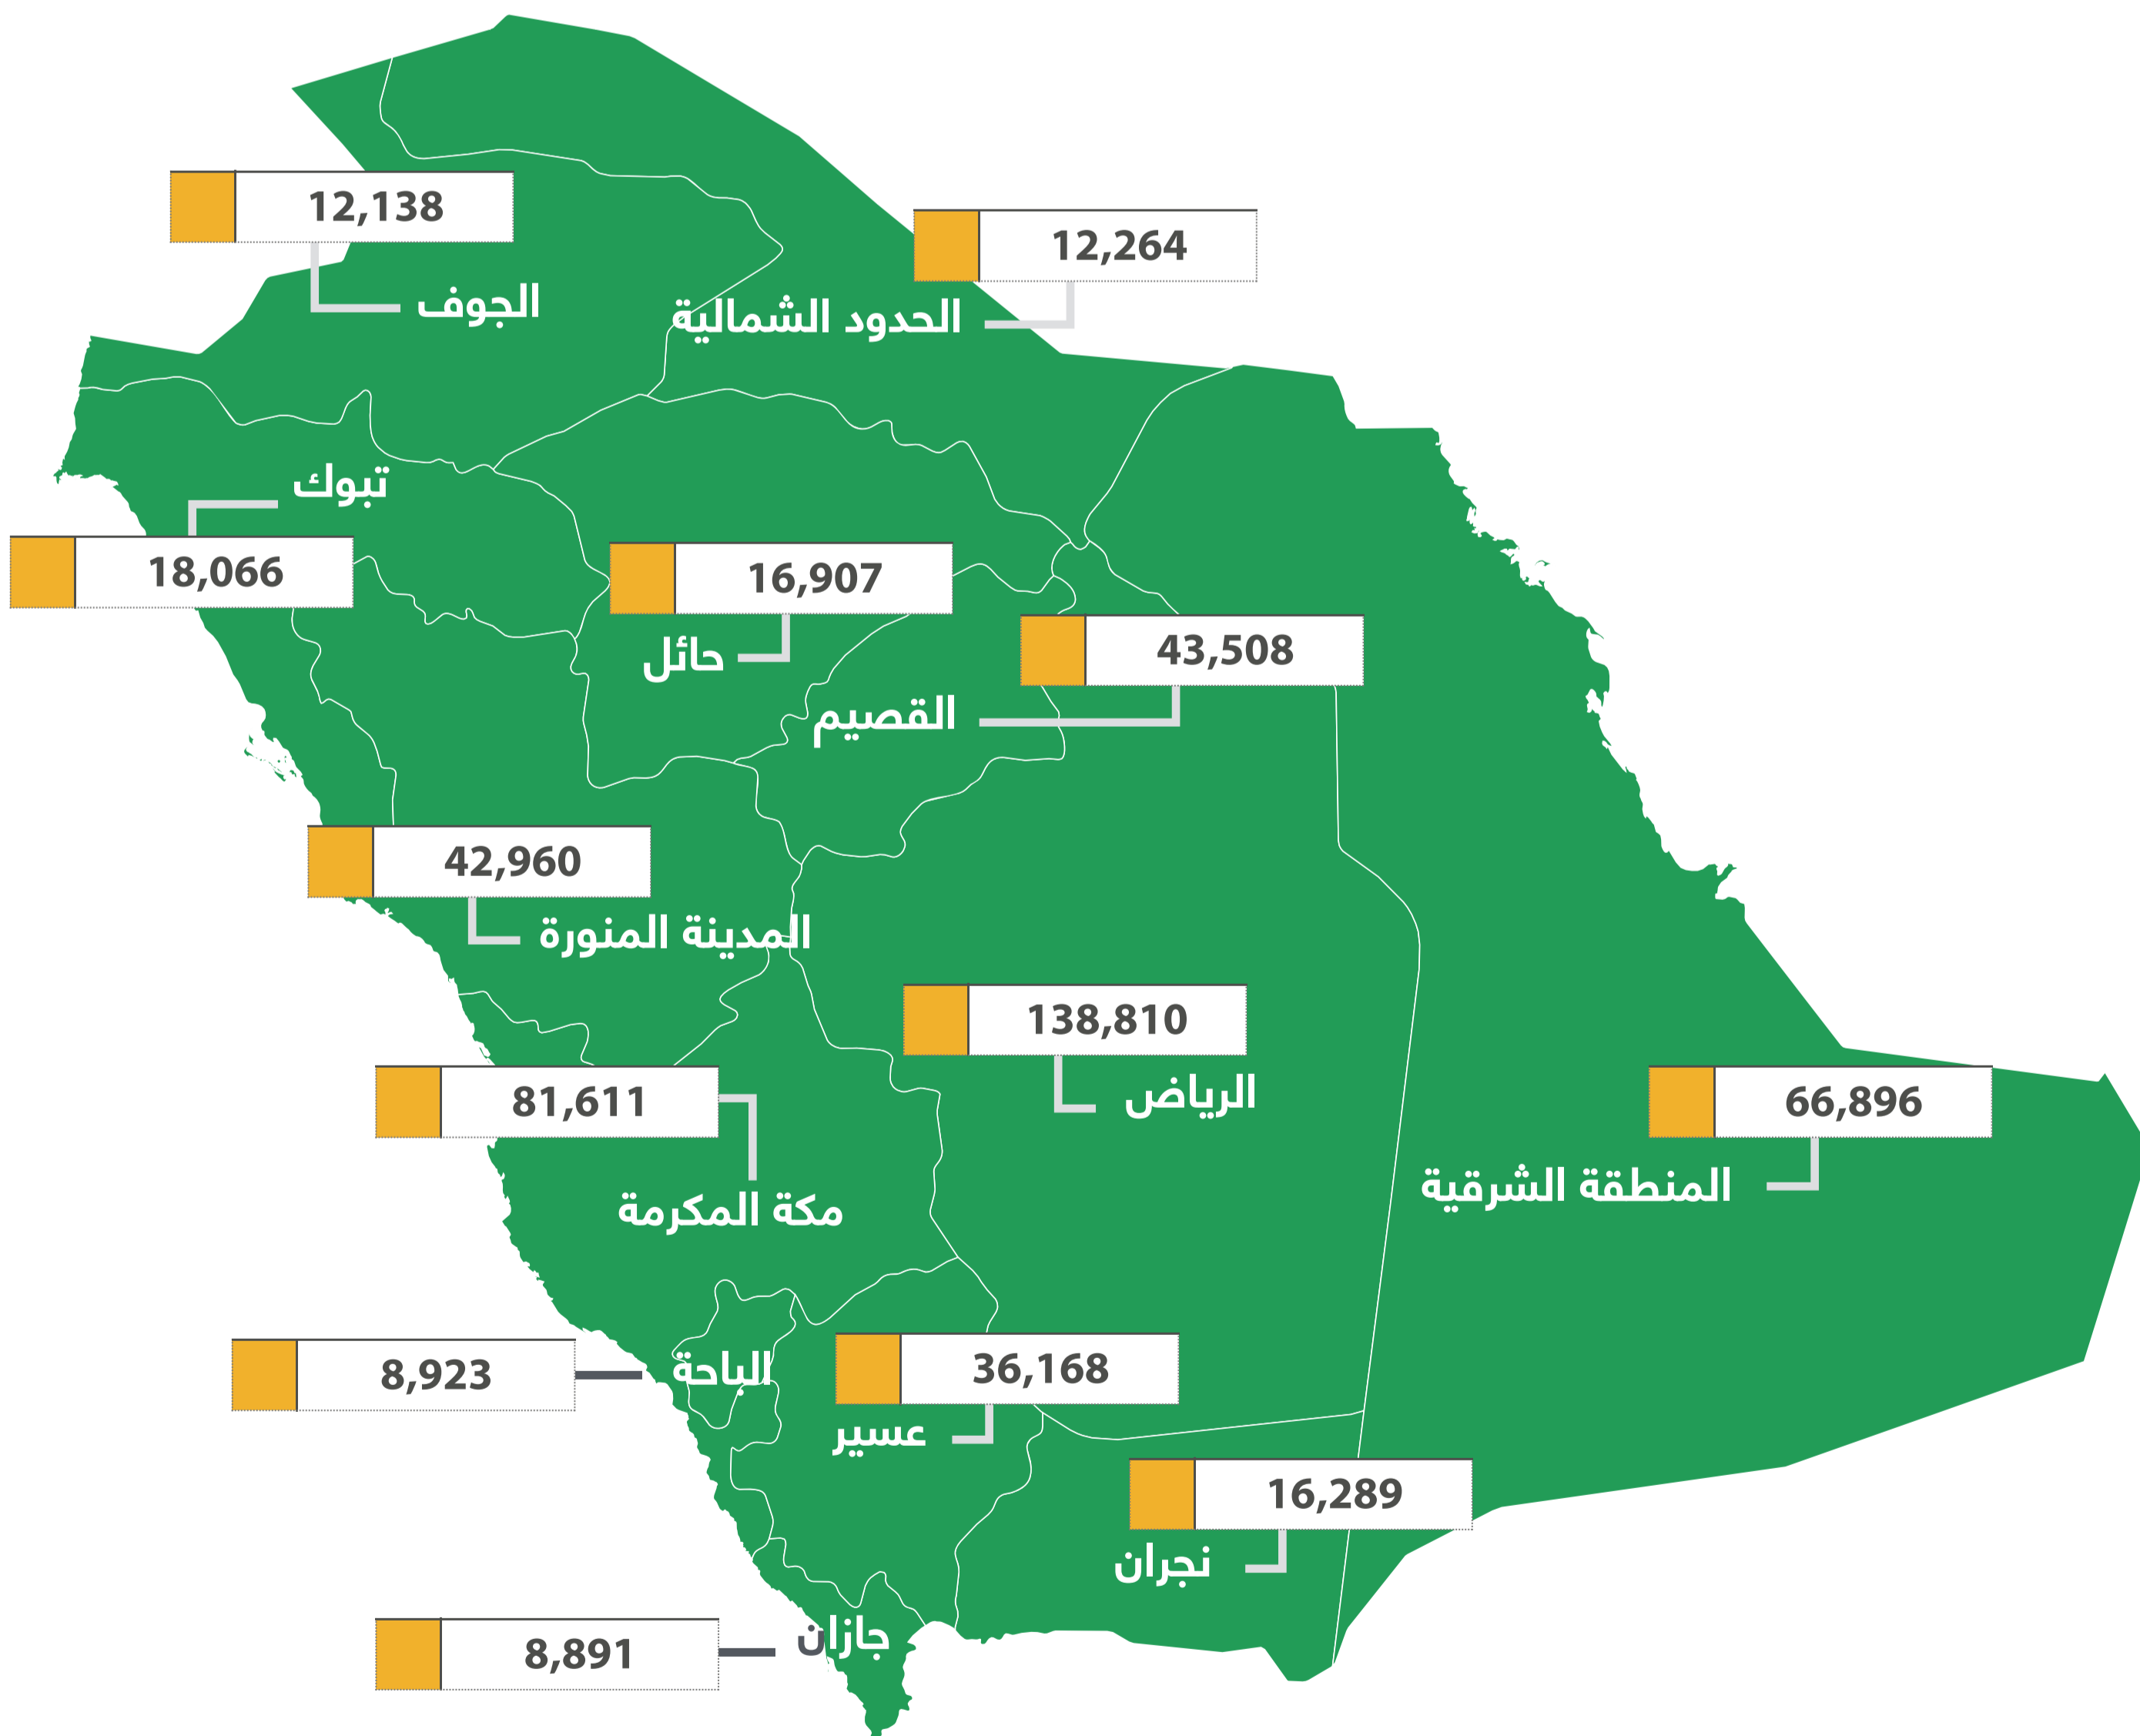 12,138
الجوف
12,264
الحدود الشمالية
تبوك
18,066
16,907
حائل
43,508
القصيم
42,960
المدينة المنورة
138,810
الرياض
81,611
مكة المكرمة
66,896
المنطقة الشرقية
8,923
الباحة
36,168
عسير
16,289
نجران
8,891
جازان